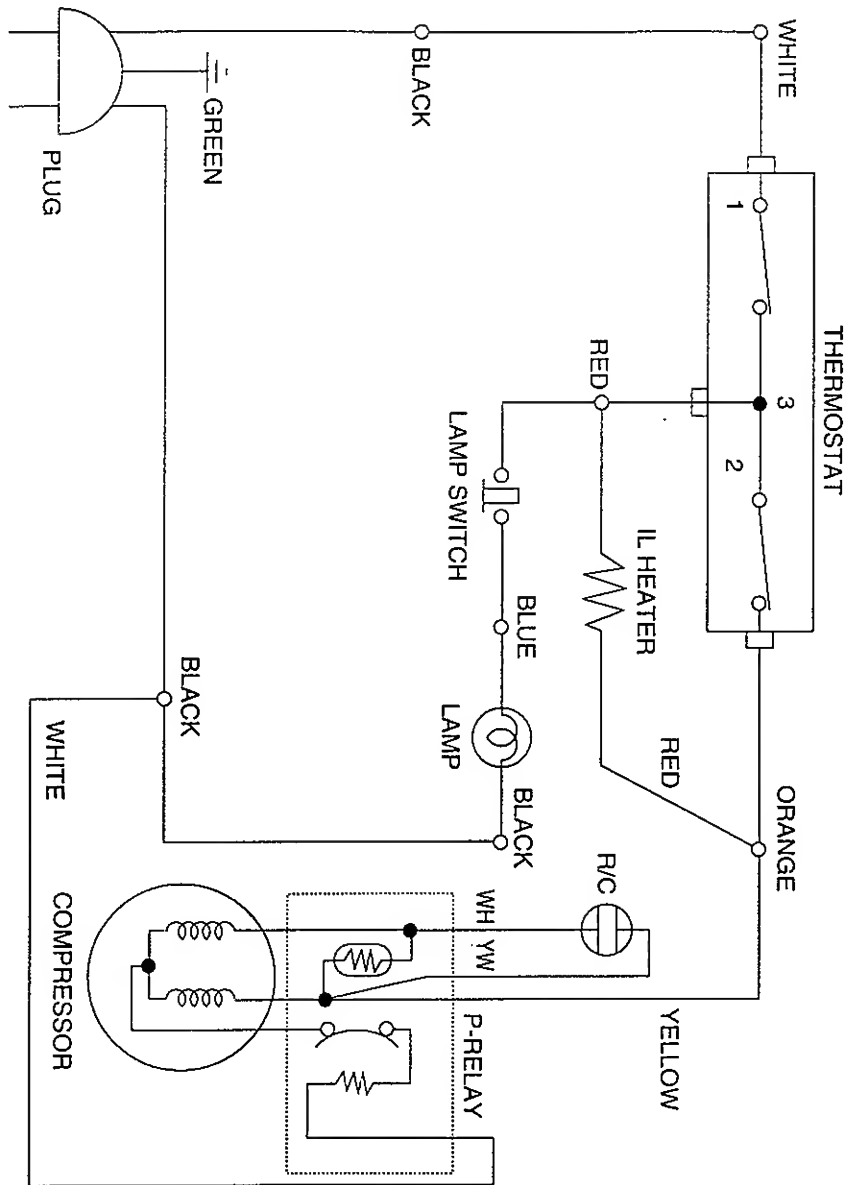 THERMOSTAT
1
3
2
WHITE
ORANGE
RED
IL HEATER
RED
YELLOW
BLACK
LAMP SWITCH
BLUE
LAMP
BLACK
R/C
WH
YW
P-RELAY
GREEN
PLUG
BLACK
WHITE
COMPRESSOR